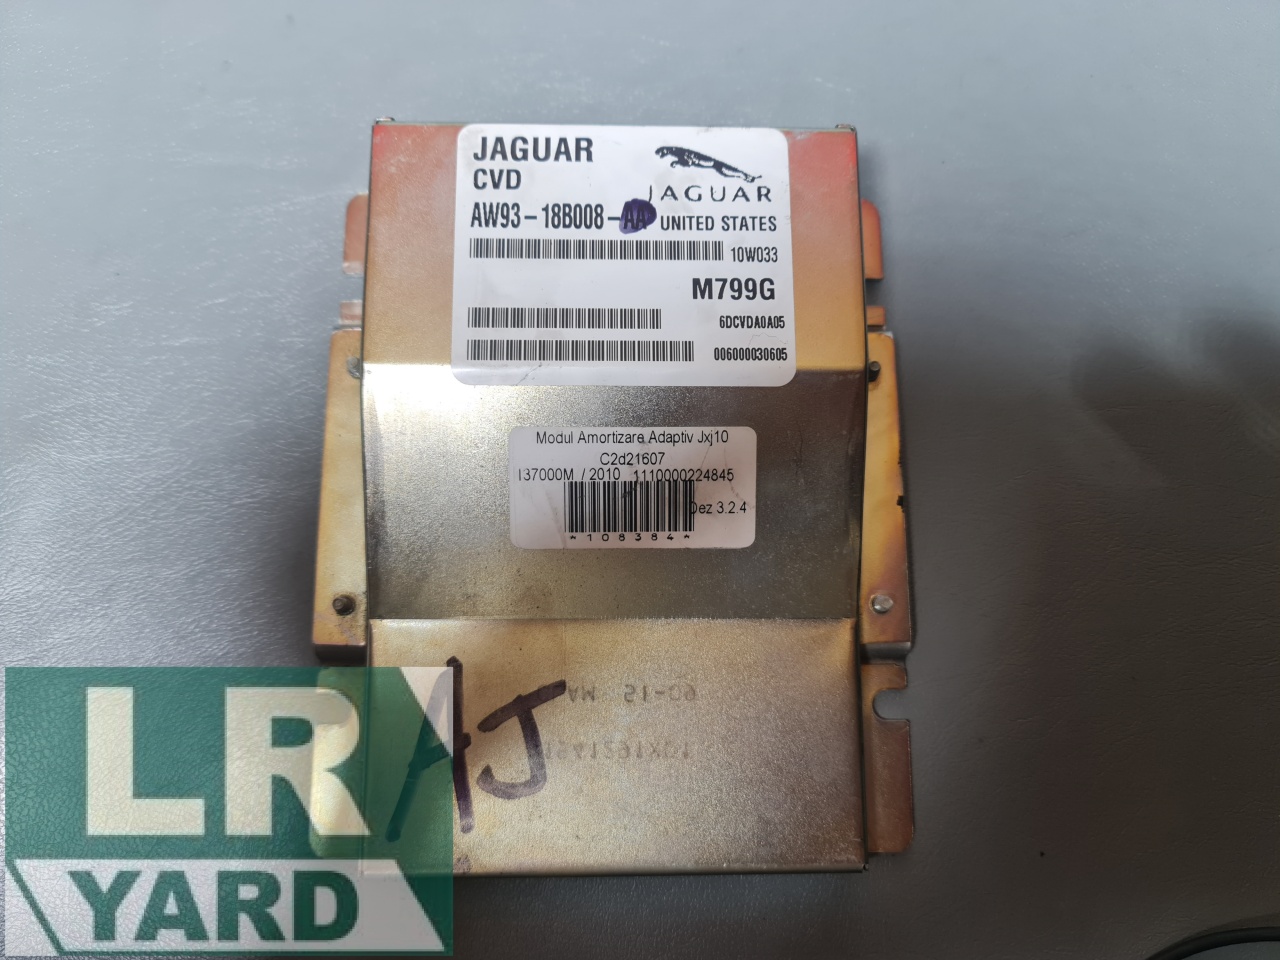 JAGUAR
CVD
JAGUAR
AW93-18B008-AA UNITED STATES
10W033
M799G
6DCVDA0A05
006000030605
Modul Amortizare Adaptiv Jxj10
C2d21607
I37000M / 2010 1110000224845
Dez 3.2.4
*108384*
AJ
LR
YARD